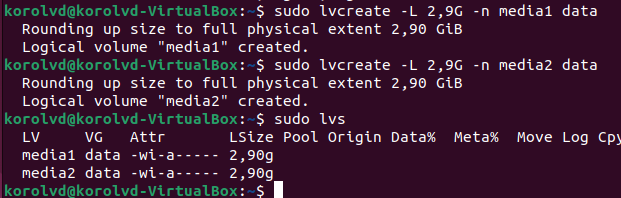 korolvd@korolvd-VirtualBox:~$ sudo lvcreate -L 2,9G -n media1 data
  Rounding up size to full physical extent 2,90 GiB
  Logical volume "media1" created.
korolvd@korolvd-VirtualBox:~$ sudo lvcreate -L 2,9G -n media2 data
  Rounding up size to full physical extent 2,90 GiB
  Logical volume "media2" created.
korolvd@korolvd-VirtualBox:~$ sudo lvs
  LV     VG   Attr       LSize Pool Origin Data%  Meta%  Move Log Cpy
  media1 data -wi-a----- 2,90g
  media2 data -wi-a----- 2,90g
korolvd@korolvd-VirtualBox:~$